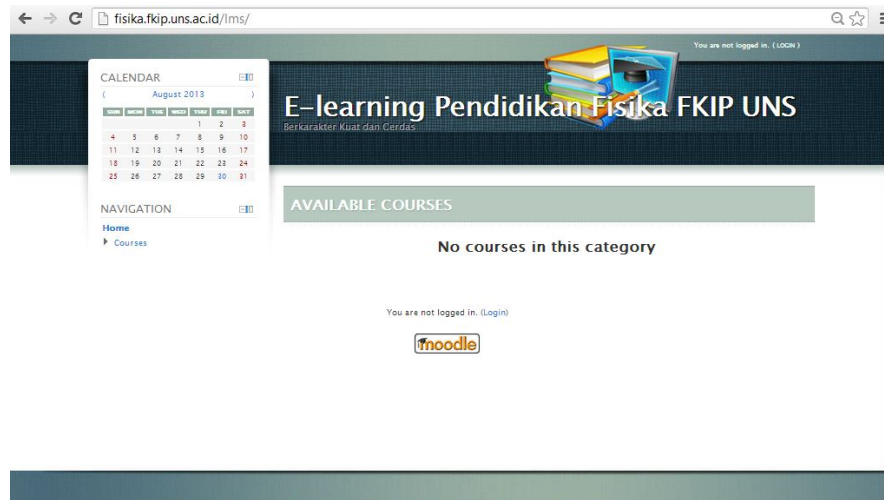 fisika.fkip.uns.ac.id/lms/
You are not logged in. (LOGIN)
CALENDAR
August 2013
SUN MON TUE WED THU FRI SAT
1 2 3
4 5 6 7 8 9 10
11 12 13 14 15 16 17
18 19 20 21 22 23 24
25 26 27 28 29 30 31
NAVIGATION
Home
Courses
E-learning Pendidikan Fisika FKIP UNS
Berkarakter Kuat dan Cerdas
AVAILABLE COURSES
No courses in this category
You are not logged in. (Login)
moodle